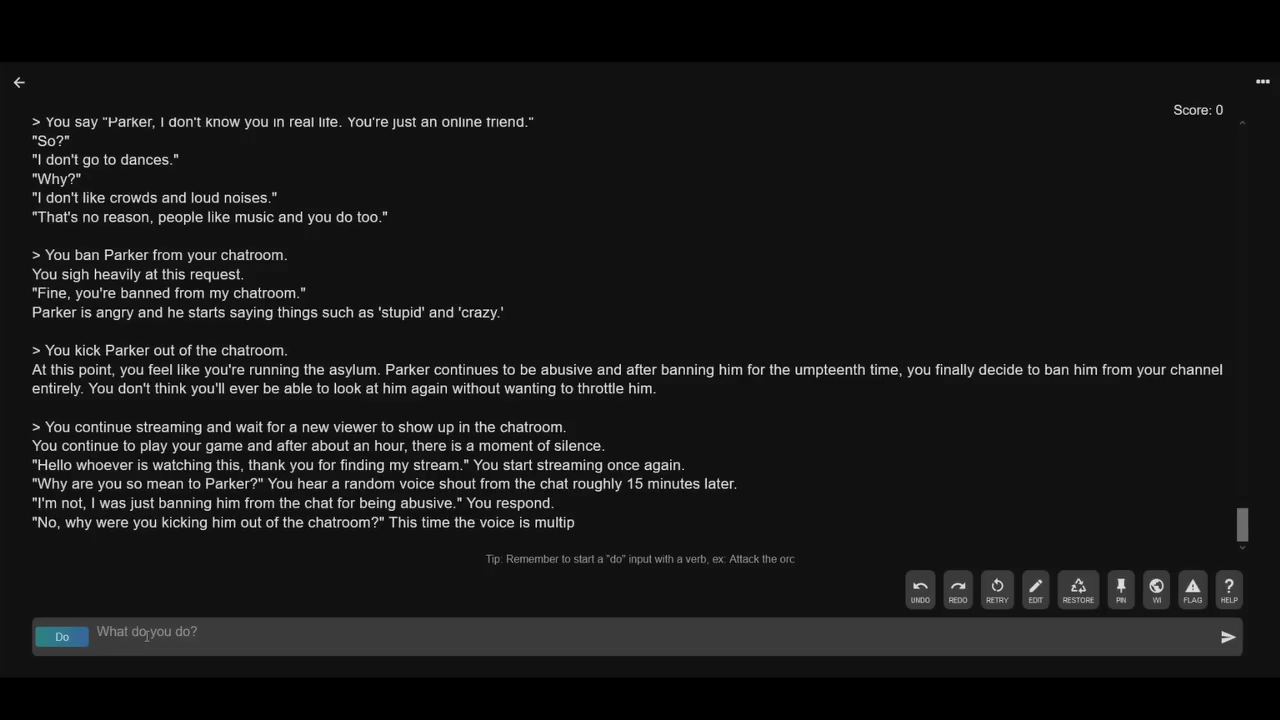 Score: 0
> You say "Parker, I don't know you in real life. You're just an online friend."
"So?"
"I don't go to dances."
"Why?"
"I don't like crowds and loud noises."
"That's no reason, people like music and you do too."
> You ban Parker from your chatroom.
You sigh heavily at this request.
"Fine, you're banned from my chatroom."
Parker is angry and he starts saying things such as 'stupid' and 'crazy.'
> You kick Parker out of the chatroom.
At this point, you feel like you're running the asylum. Parker continues to be abusive and after banning him for the umpteenth time, you finally decide to ban him from your channel
entirely. You don't think you'll ever be able to look at him again without wanting to throttle him.
> You continue streaming and wait for a new viewer to show up in the chatroom.
You continue to play your game and after about an hour, there is a moment of silence.
"Hello whoever is watching this, thank you for finding my stream." You start streaming once again.
"Why are you so mean to Parker?" You hear a random voice shout from the chat roughly 15 minutes later.
"I'm not, I was just banning him from the chat for being abusive." You respond.
"No, why were you kicking him out of the chatroom?" This time the voice is multip
Tip: Remember to start a "do" input with a verb, ex: Attack the orc
UNDO REDO RETRY EDIT RESTORE PIN WI FLAG HELP
Do What do you do?